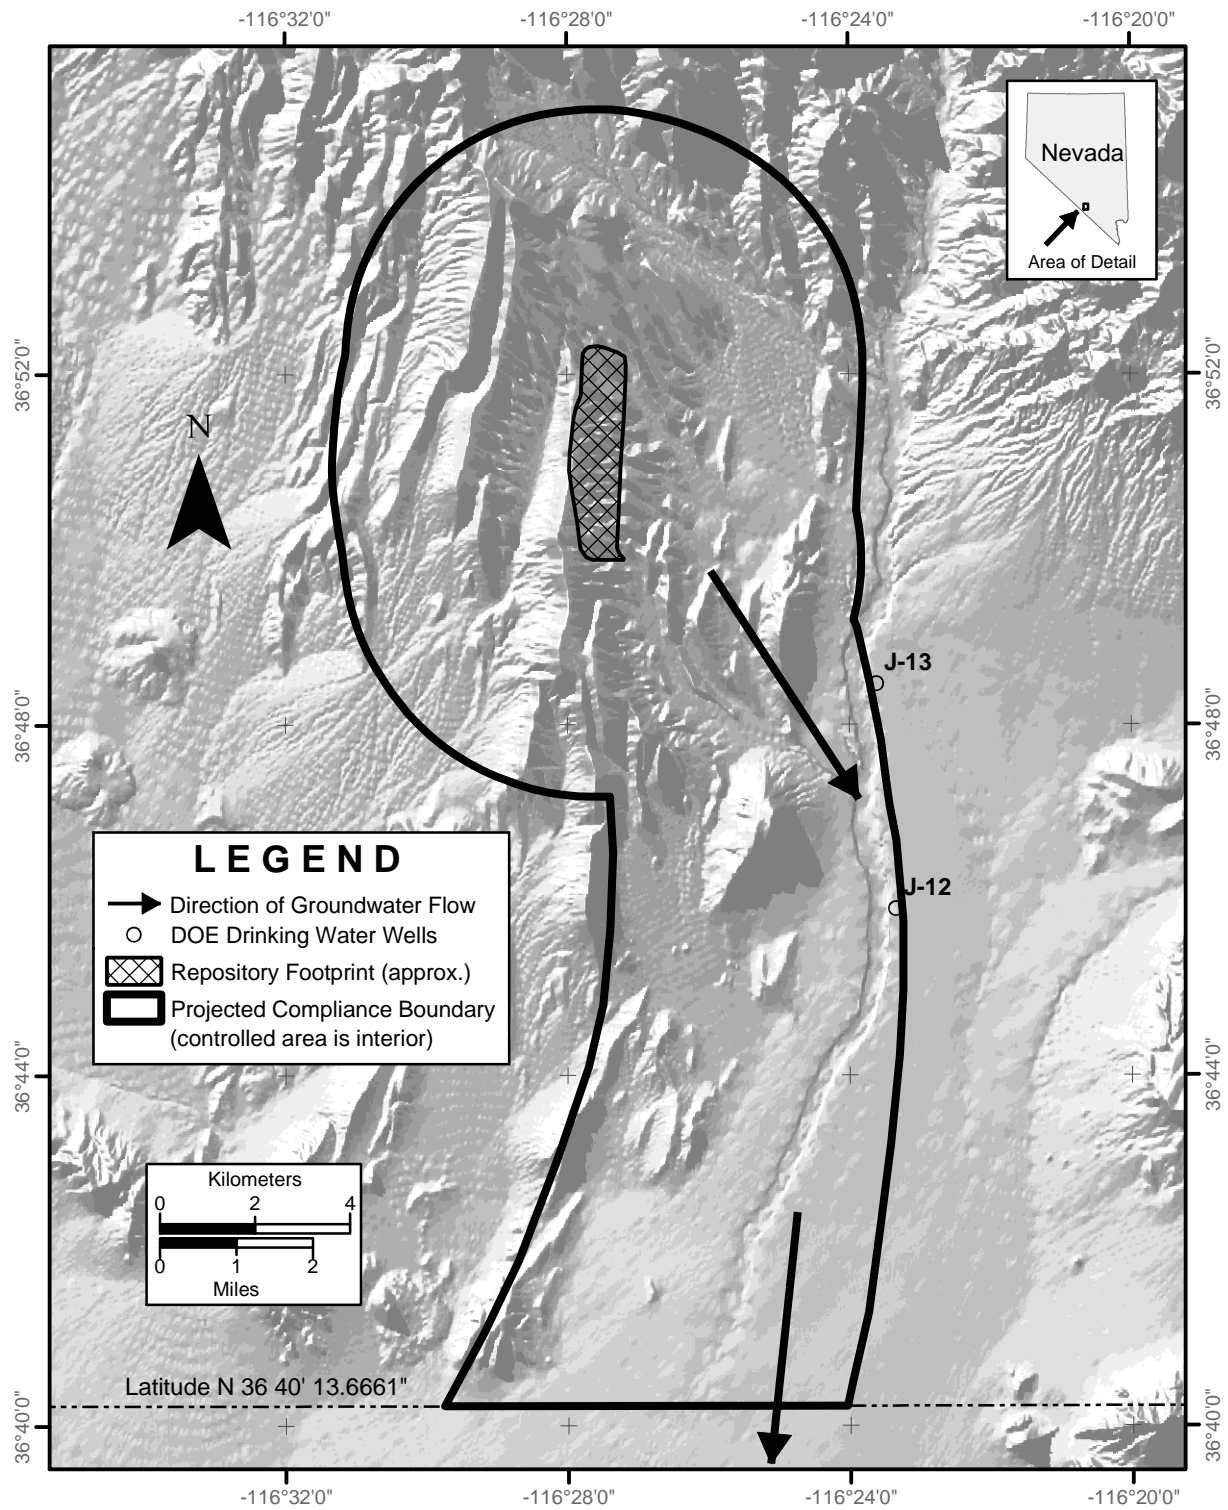 -116°32'0"
-116°28'0"
-116°24'0"
-116°20'0"
Nevada
Area of Detail
36°52'0"
36°52'0"
N
J-13
36°48'0"
36°48'0"
LEGEND
Direction of Groundwater Flow
DOE Drinking Water Wells
Repository Footprint (approx.)
Projected Compliance Boundary
(controlled area is interior)
J-12
36°44'0"
36°44'0"
Kilometers
0 2 4
0 1 2
Miles
Latitude N 36 40' 13.6661"
36°40'0"
36°40'0"
-116°32'0"
-116°28'0"
-116°24'0"
-116°20'0"